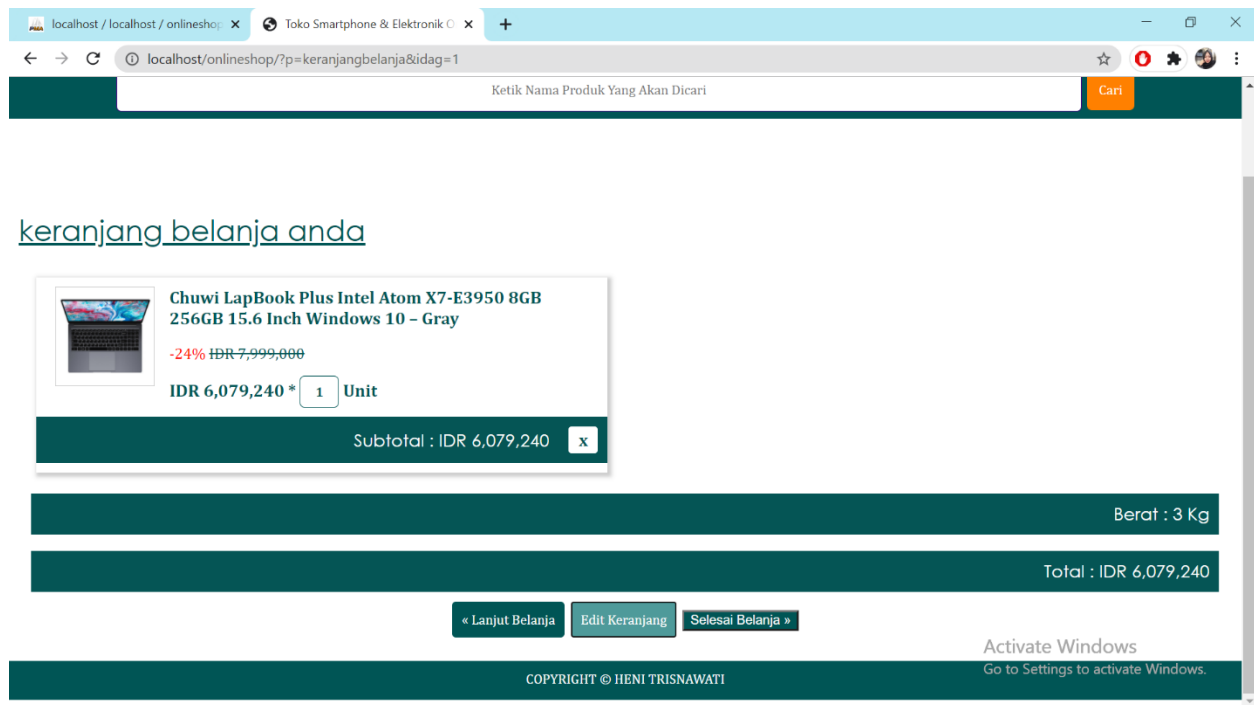 localhost / localhost / onlineshop
Toko Smartphone & Elektronik O
localhost/onlineshop/?p=keranjangbelanja&idag=1
Ketik Nama Produk Yang Akan Dicari
Cari
keranjang belanja anda
Chuwi LapBook Plus Intel Atom X7-E3950 8GB
256GB 15.6 Inch Windows 10 – Gray
-24% IDR 7,999,000
IDR 6,079,240 * 1 Unit
Subtotal : IDR 6,079,240 x
Berat : 3 Kg
Total : IDR 6,079,240
« Lanjut Belanja Edit Keranjang Selesai Belanja »
Activate Windows
Go to Settings to activate Windows.
COPYRIGHT © HENI TRISNAWATI